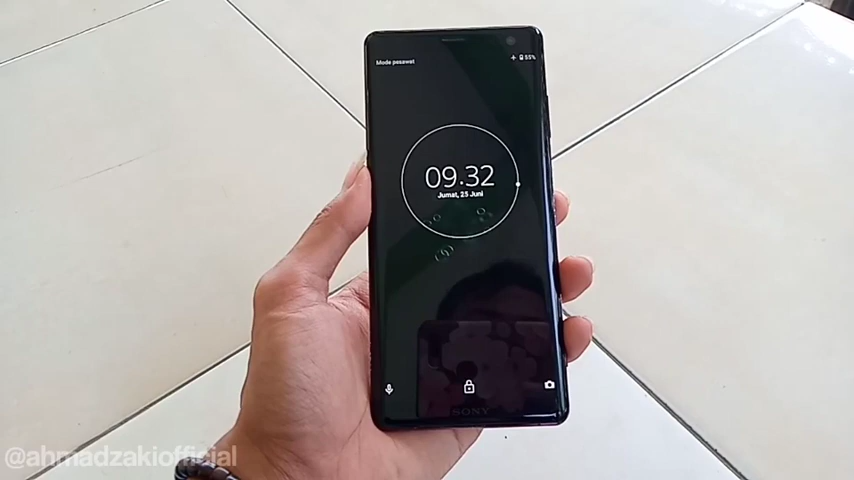 Mode pesawat
55%
09.32
Jumat, 25 Juni
SONY
@ahmadzakiofficial